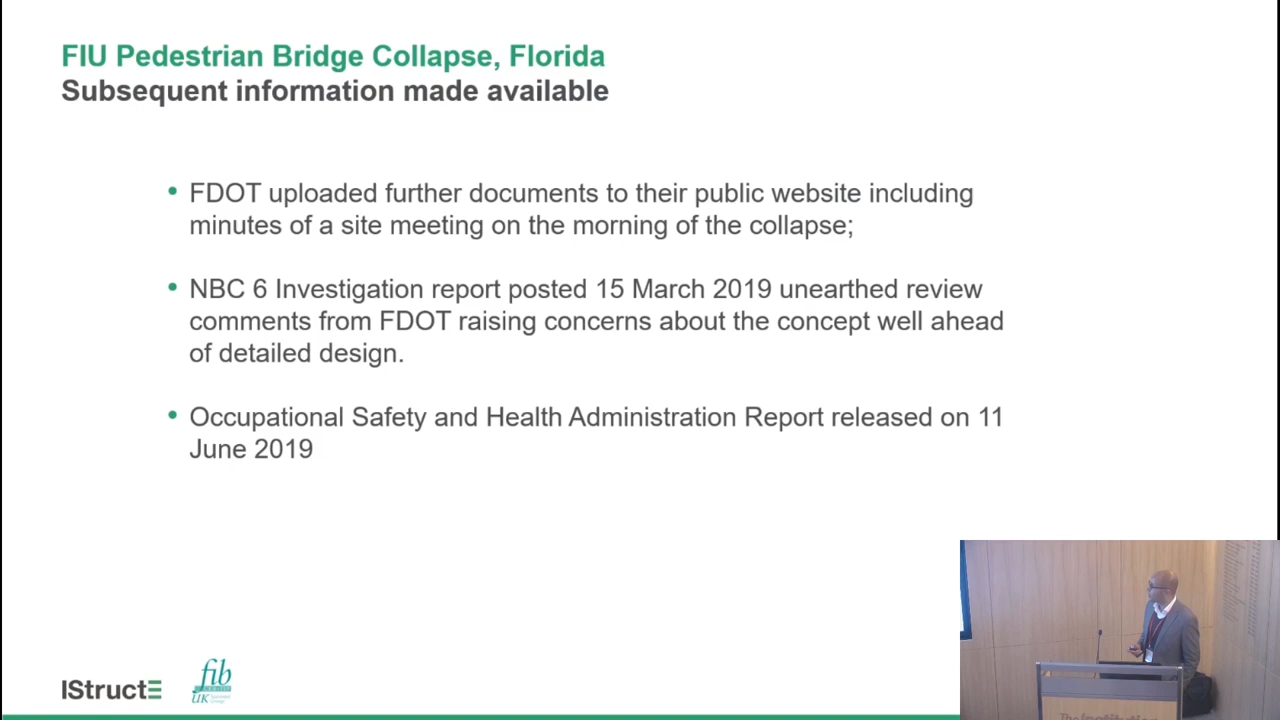 FIU Pedestrian Bridge Collapse, Florida
Subsequent information made available
• FDOT uploaded further documents to their public website including
minutes of a site meeting on the morning of the collapse;
• NBC 6 Investigation report posted 15 March 2019 unearthed review
comments from FDOT raising concerns about the concept well ahead
of detailed design.
• Occupational Safety and Health Administration Report released on 11
June 2019
IStructE
fib
UK